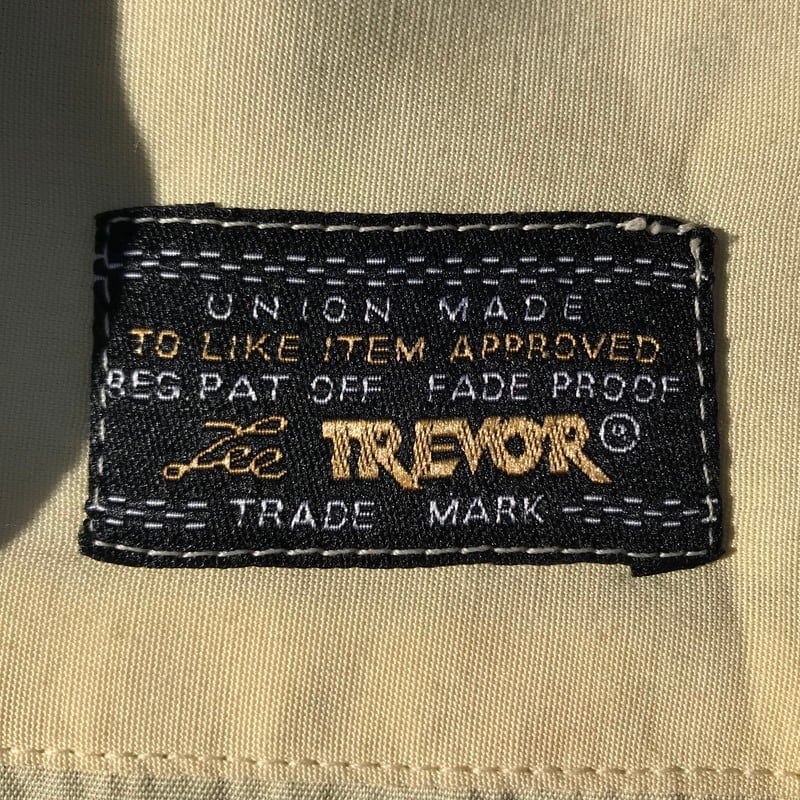 UNION MADE
TO LIKE ITEM APPROVED
REG. PAT OFF FADE PROOF
Lee TREVOR ®
TRADE MARK